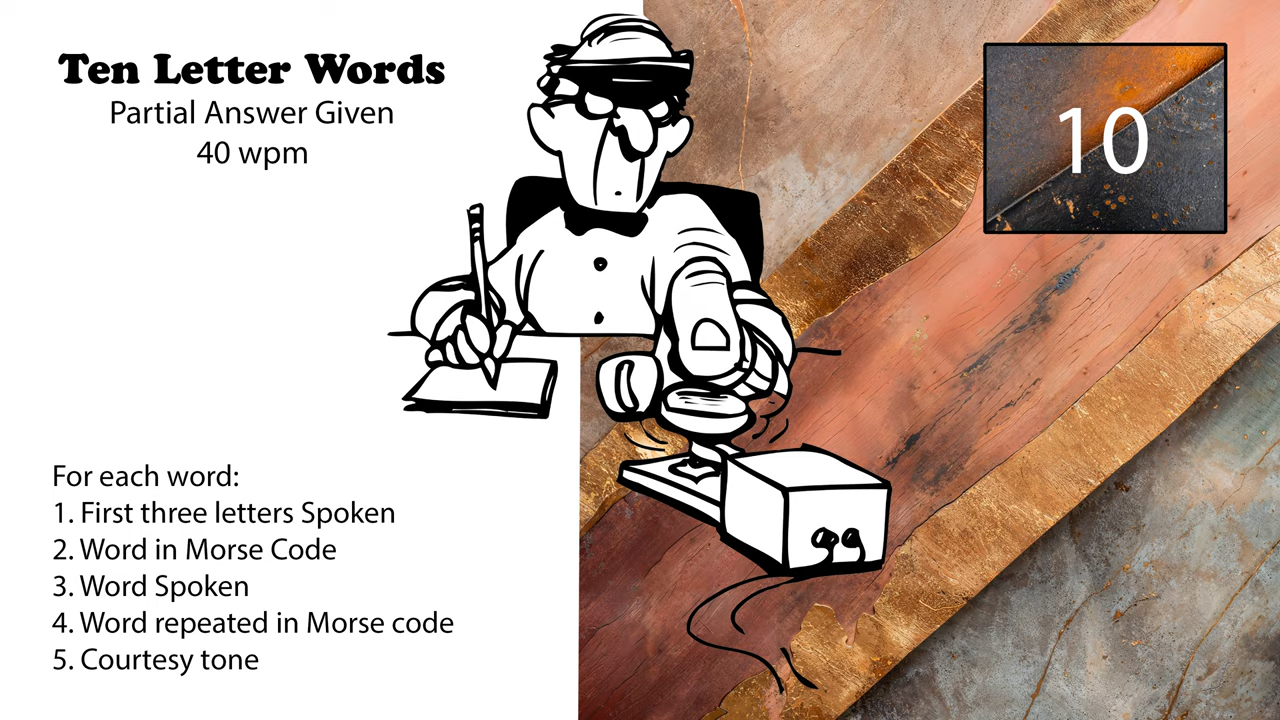 Ten Letter Words
Partial Answer Given
40 wpm
10
For each word:
1. First three letters Spoken
2. Word in Morse Code
3. Word Spoken
4. Word repeated in Morse code
5. Courtesy tone